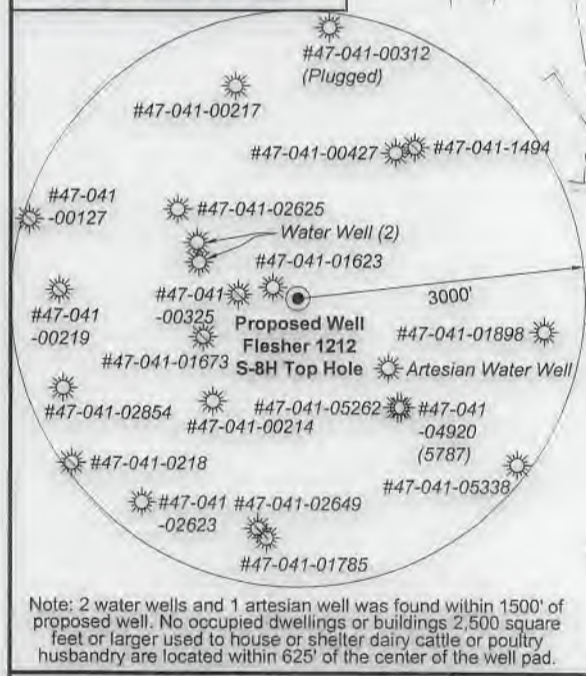 #47-041-00312
(Plugged)
#47-041-00217
#47-041-00427
#47-041-1494
#47-041
-00127
#47-041-02625
Water Well (2)
#47-041-01623
3000'
#47-041
-00219
#47-041
-00325
Proposed Well
Flesher 1212
S-8H Top Hole
#47-041-01898
#47-041-01673
Artesian Water Well
#47-041-02854
#47-041-00214
#47-041-05262
#47-041
-04920
(5787)
#47-041-0218
#47-041-05338
#47-041
-02623
#47-041-02649
#47-041-01785
Note: 2 water wells and 1 artesian well was found within 1500' of
proposed well. No occupied dwellings or buildings 2,500 square
feet or larger used to house or shelter dairy cattle or poultry
husbandry are located within 625' of the center of the well pad.